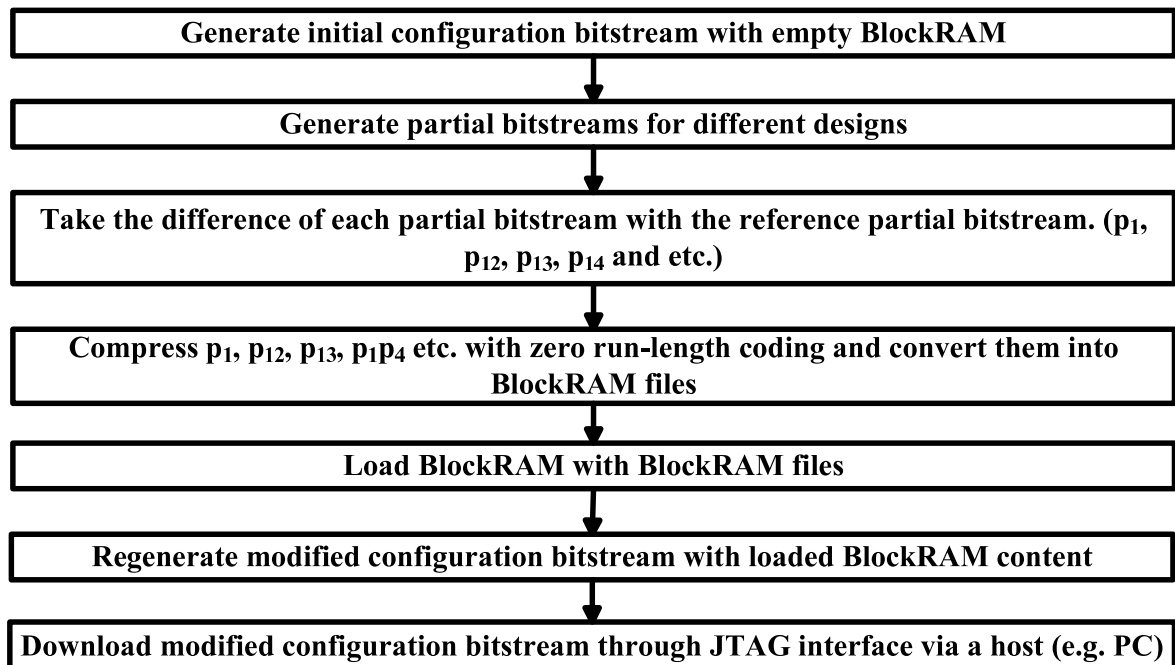 Generate initial configuration bitstream with empty BlockRAM
Generate partial bitstreams for different designs
Take the difference of each partial bitstream with the reference partial bitstream. (p₁,
p₁₂, p₁₃, p₁₄ and etc.)
Compress p₁, p₁₂, p₁₃, p₁p₄ etc. with zero run-length coding and convert them into
BlockRAM files
Load BlockRAM with BlockRAM files
Regenerate modified configuration bitstream with loaded BlockRAM content
Download modified configuration bitstream through JTAG interface via a host (e.g. PC)